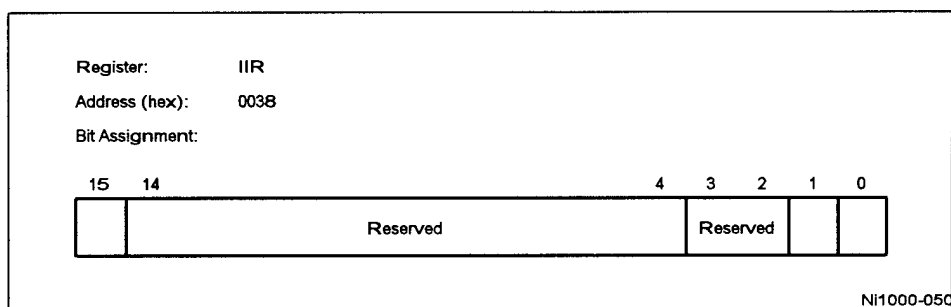 Register: IIR
Address (hex): 0038
Bit Assignment:
15 14 4 3 2 1 0
Reserved Reserved
Ni1000-050